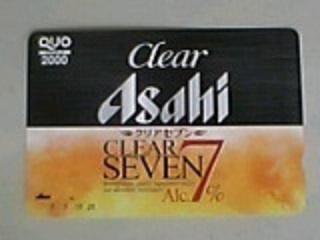 QUO
2000
Clear
Asahi
クリアセブン
CLEAR
SEVEN 7
Alc. %